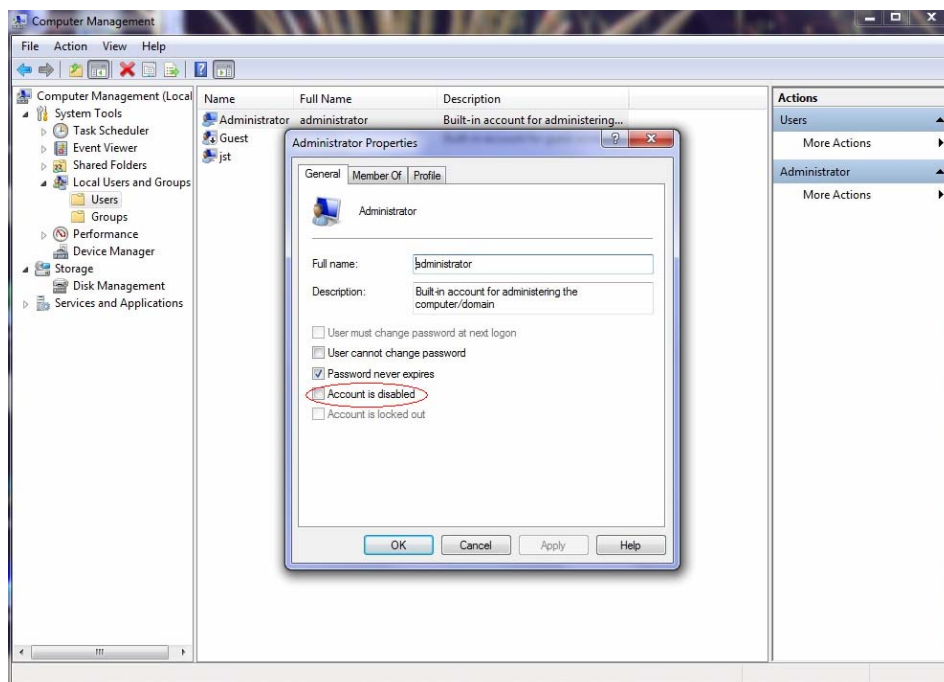 Computer Management
File Action View Help
Computer Management (Local
System Tools
Task Scheduler
Event Viewer
Shared Folders
Local Users and Groups
Users
Groups
Performance
Device Manager
Storage
Disk Management
Services and Applications
Name Full Name Description
Administrator administrator Built-in account for administering...
Guest
jst
Administrator Properties
General Member Of Profile
Administrator
Full name: administrator
Description: Built-in account for administering the
computer/domain
User must change password at next logon
User cannot change password
Password never expires
Account is disabled
Account is locked out
OK Cancel Apply Help
Actions
Users
More Actions
Administrator
More Actions